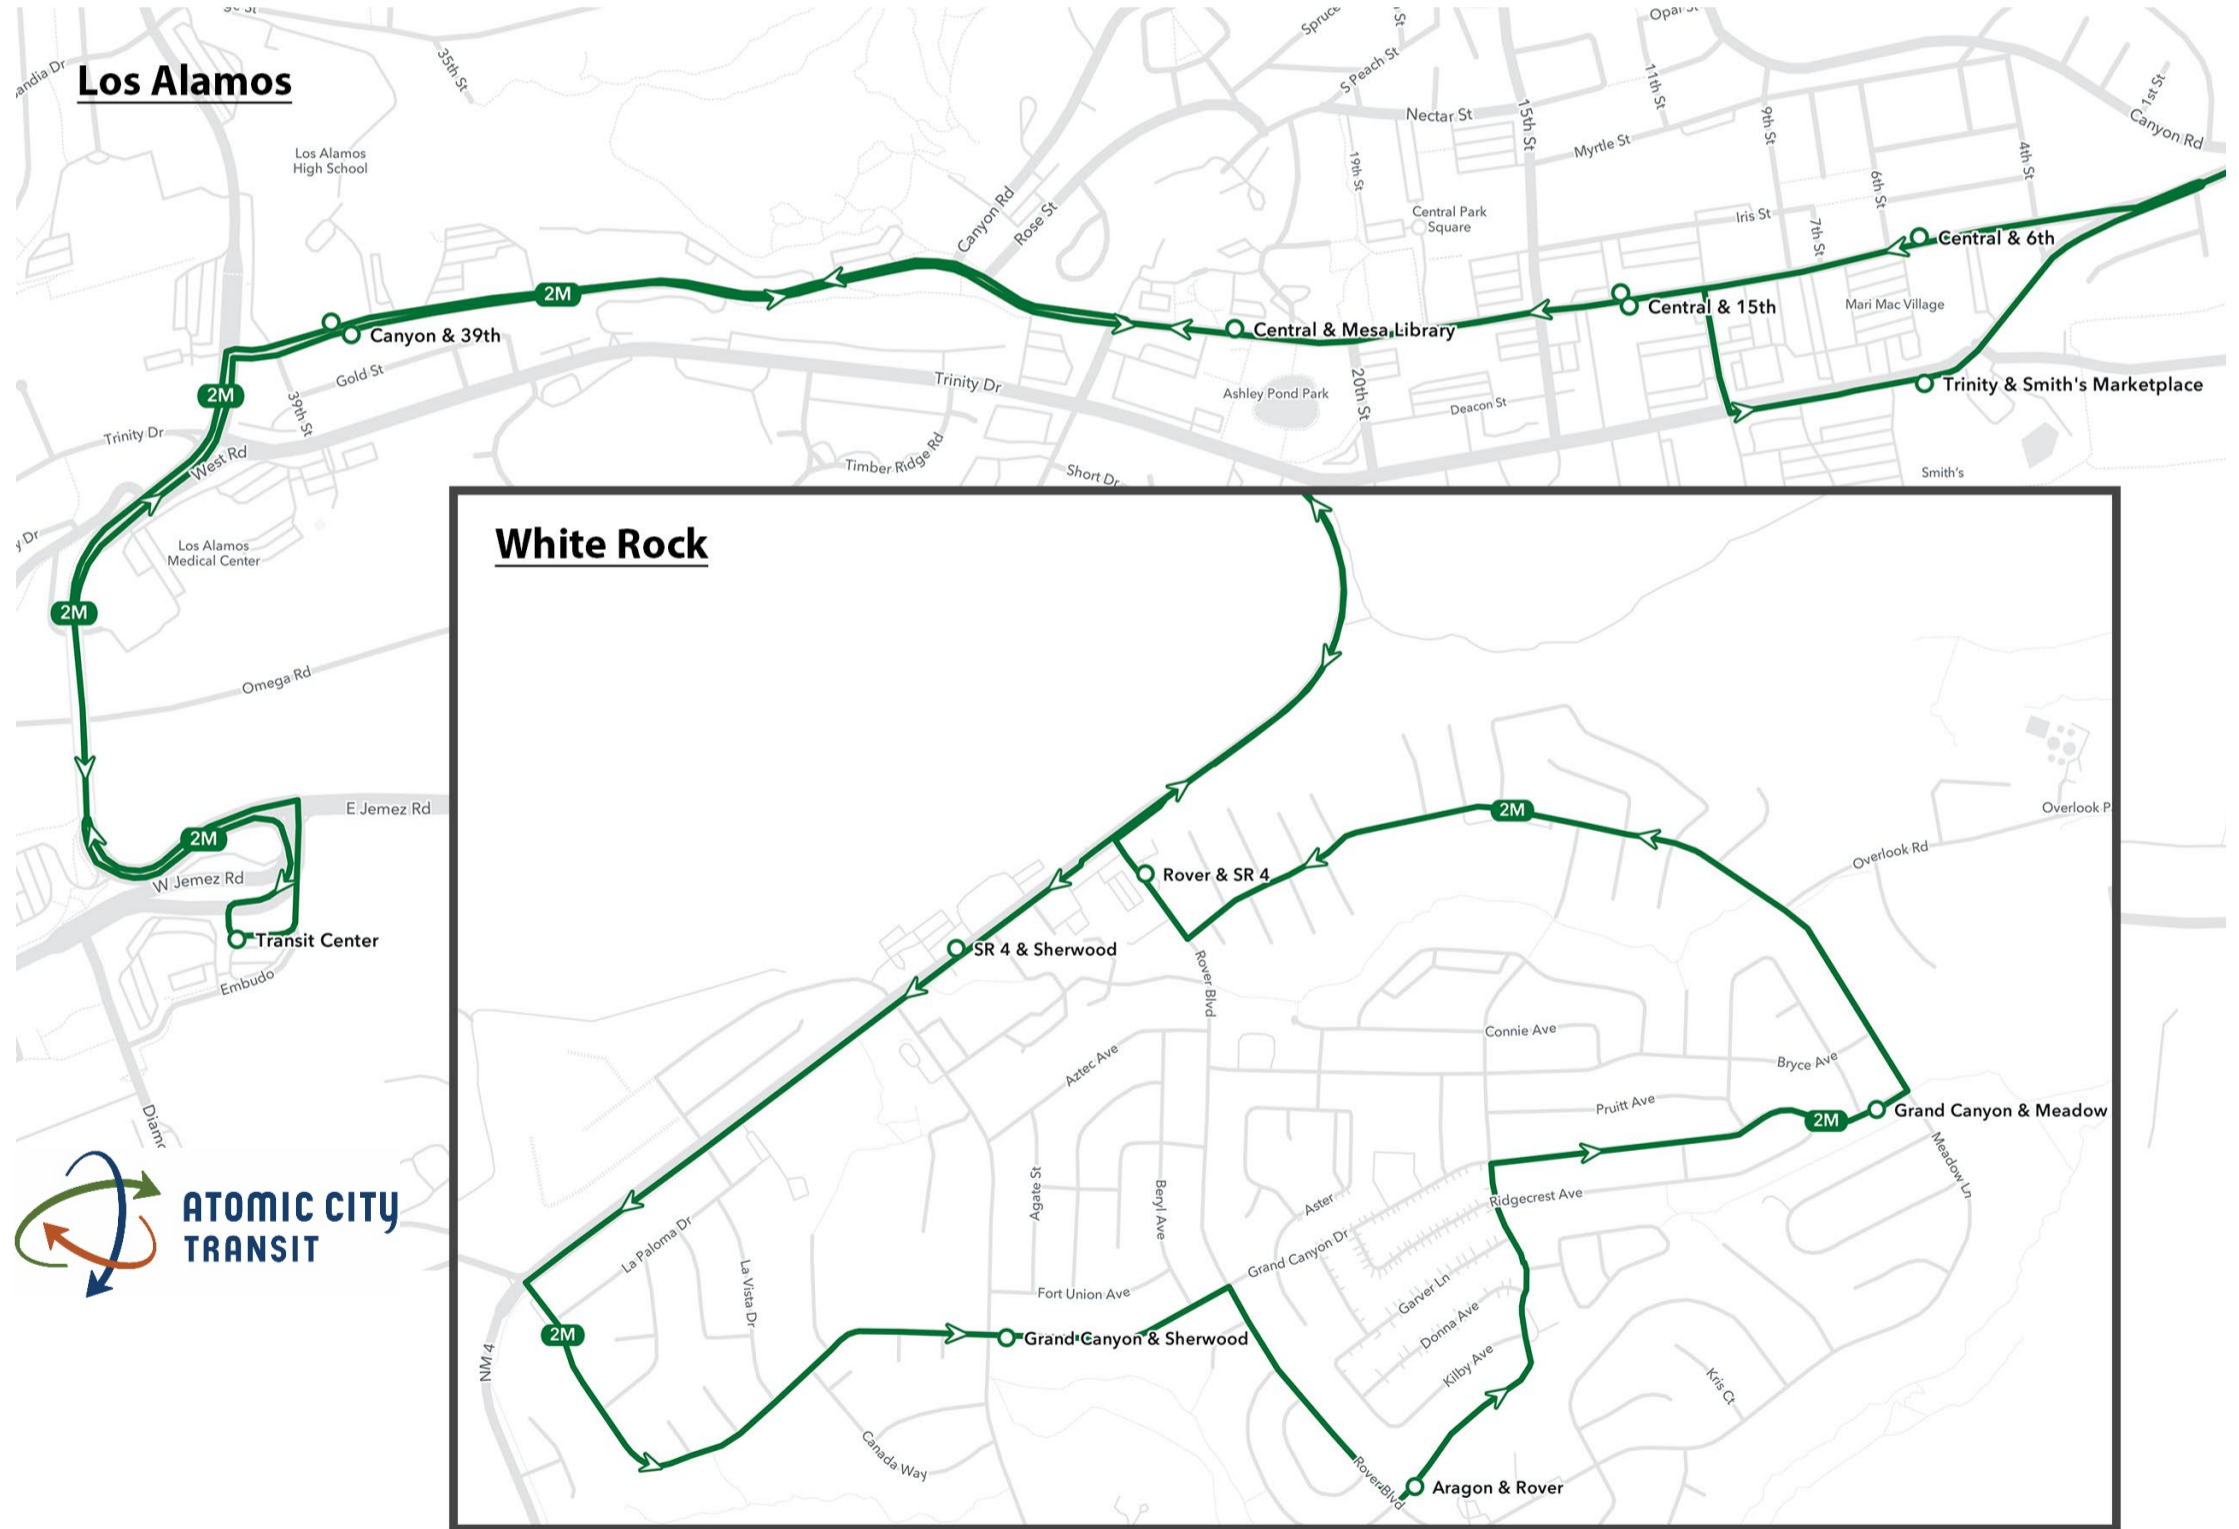 Los Alamos
35th St
Los Alamos
High School
Canyon Rd
Rose St
S Peach St
Nectar St
15th St
19th St
11th St
Myrtle St
9th St
6th St
7th St
4th St
1st St
Canyon Rd
Central Park
Square
Iris St
Central & 6th
2M
Canyon & 39th
Central & Mesa Library
Central & 15th
Mari Mac Village
2M
Gold St
39th St
Trinity Dr
Ashley Pond Park
20th St
Deacon St
Trinity & Smith's Marketplace
Trinity Dr
West Rd
Timber Ridge Rd
Short Dr
Smith's
Los Alamos
Medical Center
2M
Omega Rd
E Jemez Rd
2M
W Jemez Rd
Transit Center
Embudo
White Rock
2M
Overlook P
Overlook Rd
Rover & SR 4
SR 4 & Sherwood
Rover Blvd
Connie Ave
Bryce Ave
Aztec Ave
Pruitt Ave
2M
Grand Canyon & Meadow
Meadow Ln
Agate St
Beryl Ave
Aster
Ridgecrest Ave
La Paloma Dr
La Vista Dr
Grand Canyon Dr
Garver Ln
Donna Ave
Kilby Ave
Fort Union Ave
2M
Grand Canyon & Sherwood
NM 4
Kris Ct
Canada Way
Rover Blvd
Aragon & Rover
ATOMIC CITY
TRANSIT